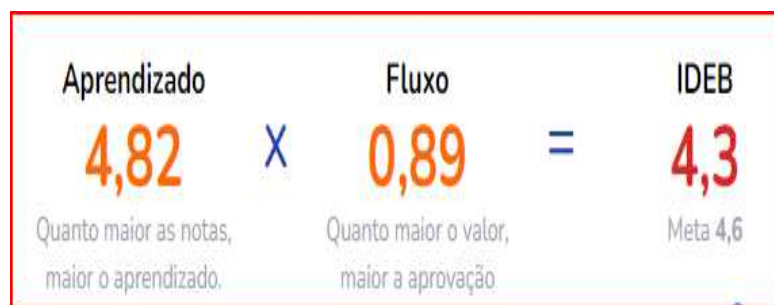 Aprendizado Fluxo IDEB
4,82 X 0,89 = 4,3
Quanto maior as notas, Quanto maior o valor, Meta 4,6
maior o aprendizado. maior a aprovação